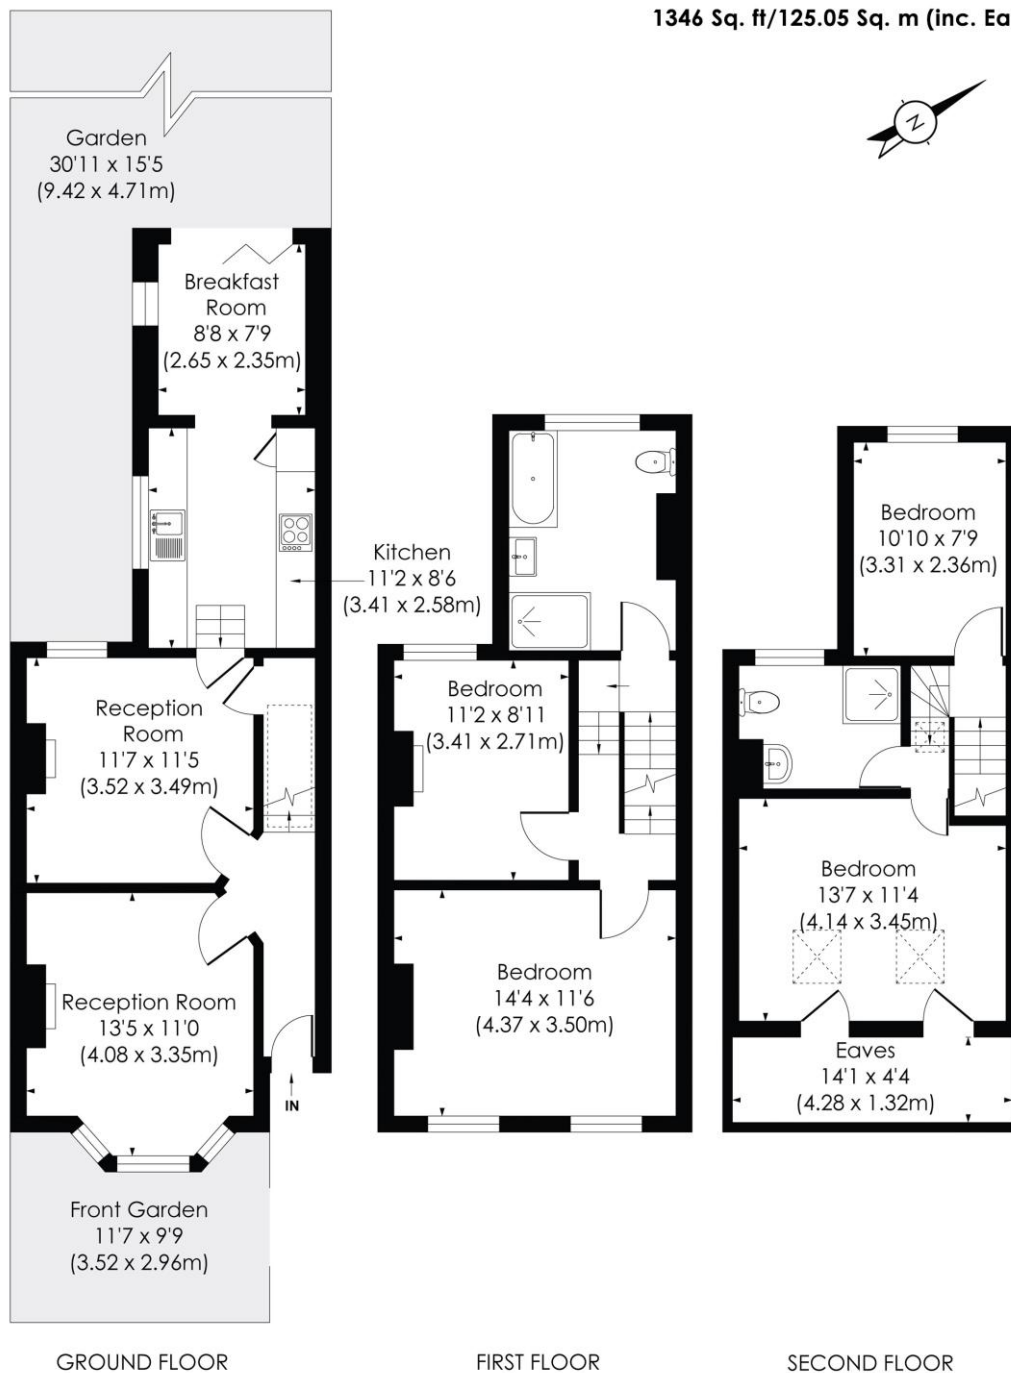 1346 Sq. ft/125.05 Sq. m (inc. Ea
N
Garden
30'11 x 15'5
(9.42 x 4.71m)
Breakfast
Room
8'8 x 7'9
(2.65 x 2.35m)
Kitchen
11'2 x 8'6
(3.41 x 2.58m)
Reception
Room
11'7 x 11'5
(3.52 x 3.49m)
Reception Room
13'5 x 11'0
(4.08 x 3.35m)
IN
Front Garden
11'7 x 9'9
(3.52 x 2.96m)
GROUND FLOOR
Bedroom
11'2 x 8'11
(3.41 x 2.71m)
Bedroom
14'4 x 11'6
(4.37 x 3.50m)
FIRST FLOOR
Bedroom
10'10 x 7'9
(3.31 x 2.36m)
Bedroom
13'7 x 11'4
(4.14 x 3.45m)
Eaves
14'1 x 4'4
(4.28 x 1.32m)
SECOND FLOOR